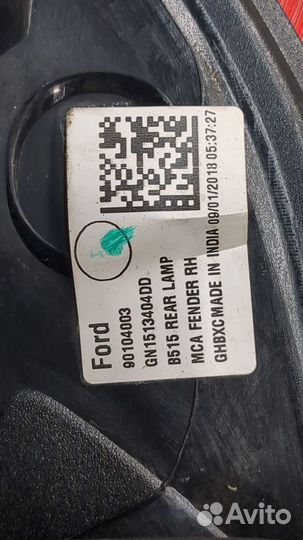 Ford
90104003
GN1513404DD
B515 REAR LAMP
MCA FENDER RH
GHBXCMADE IN INDIA 09/01/2018 05:37:27
Avito